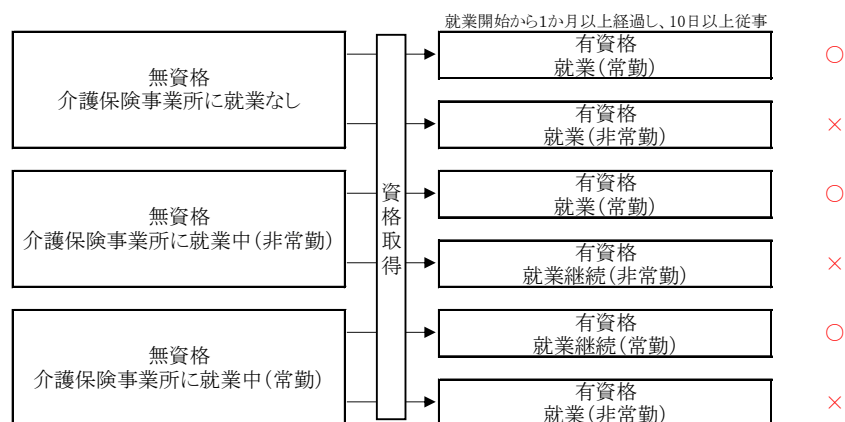 就業開始から1か月以上経過し、10日以上従事
無資格
介護保険事業所に就業なし
有資格
就業(常勤)
○
有資格
就業(非常勤)
×
資格取得
無資格
介護保険事業所に就業中(非常勤)
有資格
就業(常勤)
○
有資格
就業継続(非常勤)
×
無資格
介護保険事業所に就業中(常勤)
有資格
就業継続(常勤)
○
有資格
就業(非常勤)
×